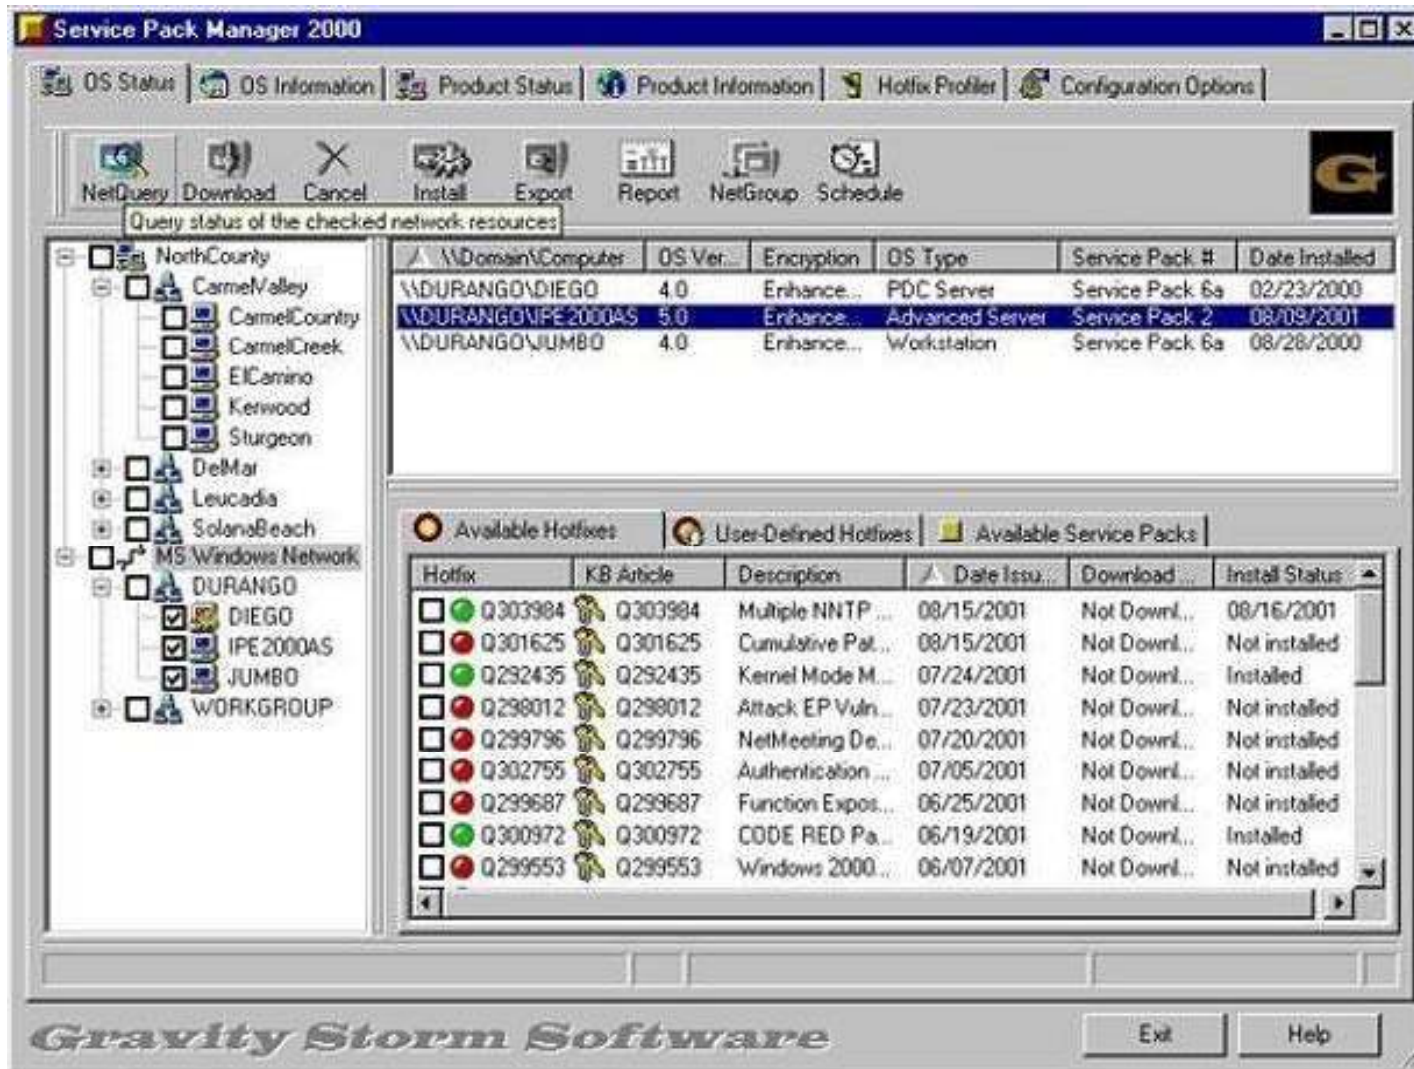 Service Pack Manager 2000
OS Status OS Information Product Status Product Information Hotfix Profiler Configuration Options
NetQuery Download Cancel Install Export Report NetGroup Schedule
G
Query status of the checked network resources
NorthCounty
CarmelValley
CarmelCountry
CarmelCreek
ElCamino
Kerwood
Sturgeon
DelMar
Leucadia
SolanaBeach
MS Windows Network
DURANGO
DIEGO
IPE2000AS
JUMBO
WORKGROUP
\\Domain\Computer OS Ver... Encryption OS Type Service Pack # Date Installed
\\DURANGO\DIEGO 4.0 Enhance... PDC Server Service Pack 6a 02/23/2000
\\DURANGO\IPE2000AS 5.0 Enhance... Advanced Server Service Pack 2 08/09/2001
\\DURANGO\JUMBO 4.0 Enhance... Workstation Service Pack 6a 08/28/2000
Available Hotfixes User-Defined Hotfixes Available Service Packs
Hotfix KB Article Description Date Issu... Download ... Install Status
Q303984 Q303984 Multiple NNTP ... 08/15/2001 Not Downl... 08/16/2001
Q301625 Q301625 Cumulative Pat... 08/15/2001 Not Downl... Not installed
Q292435 Q292435 Kernel Mode M... 07/24/2001 Not Downl... Installed
Q298012 Q298012 Attack EP Vuln... 07/23/2001 Not Downl... Not installed
Q299796 Q299796 NetMeeting De... 07/20/2001 Not Downl... Not installed
Q302755 Q302755 Authentication ... 07/05/2001 Not Downl... Not installed
Q299687 Q299687 Function Expos... 06/25/2001 Not Downl... Not installed
Q300972 Q300972 CODE RED Pa... 06/19/2001 Not Downl... Installed
Q299553 Q299553 Windows 2000... 06/07/2001 Not Downl... Not installed
Gravity Storm Software
Exit Help